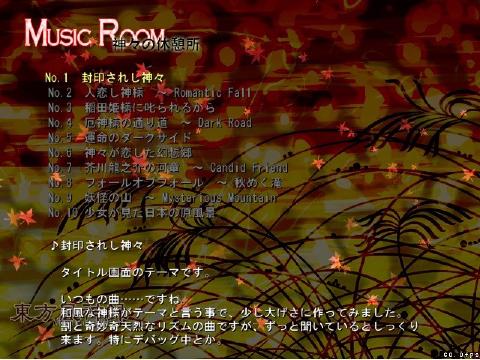 Music Room
神々の休憩所
No.1 封印されし神々
No.2 人恋し神様 ～ Romantic Fall
No.3 稲田姫様に叱られるから
No.4 厄神様の通り道 ～ Dark Road
No.5 運命のダークサイド
No.6 神々が恋した幻想郷
No.7 芥川龍之介の河童 ～ Candid Friend
No.8 フォールオブフォール ～ 秋めく滝
No.9 妖怪の山 ～ Mysterious Mountain
No.10 少女が見た日本の原風景
♪封印されし神々
タイトル画面のテーマです。
いつもの曲……ですね
和風な神様がテーマと言う事で、少し大げさに作ってみました。
割と奇妙奇天烈なリズムの曲ですが、ずっと聞いているとしっくり
来ます。特にデバッグ中とか。
東方
60.0fps